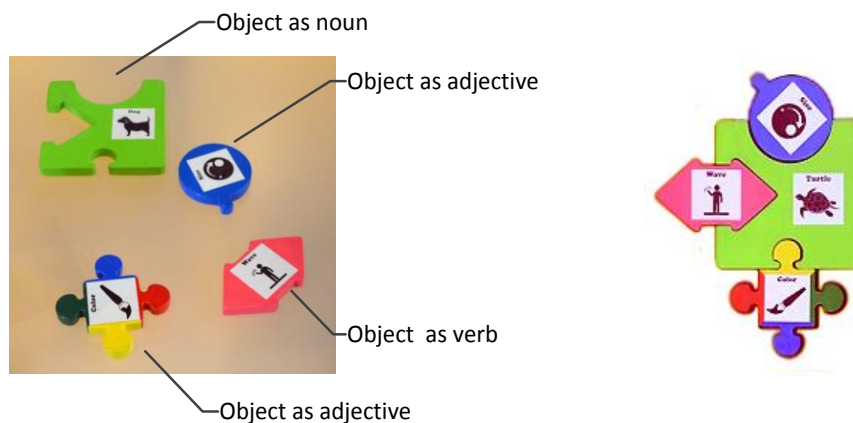 Object as noun
Object as adjective
Dog
Size
Wave
Color
Object  as verb
Object as adjective
Size
Wave
Turtle
Color